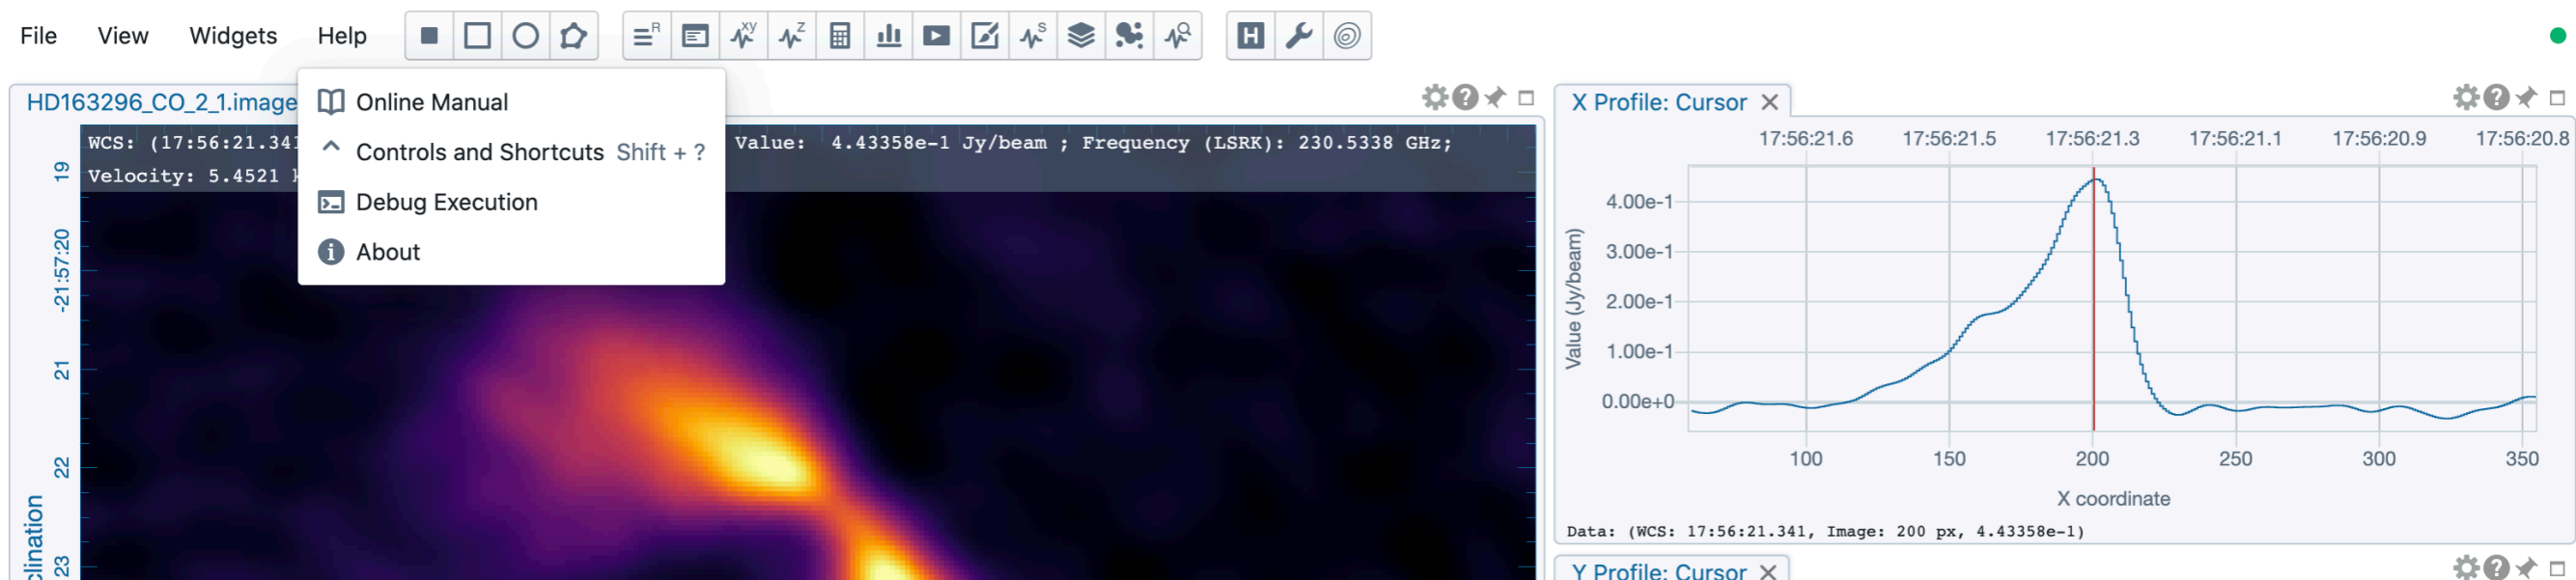 File View Widgets Help
R xy Z S H
HD163296_CO_2_1.image
Online Manual
Controls and Shortcuts Shift + ?
Debug Execution
About
WCS: (17:56:21.341 Value: 4.43358e-1 Jy/beam ; Frequency (LSRK): 230.5338 GHz;
Velocity: 5.4521
19
-21:57:20
21
22
23
clination
X Profile: Cursor
17:56:21.6 17:56:21.5 17:56:21.3 17:56:21.1 17:56:20.9 17:56:20.8
4.00e-1
3.00e-1
2.00e-1
1.00e-1
0.00e+0
Value (Jy/beam)
100 150 200 250 300 350
X coordinate
Data: (WCS: 17:56:21.341, Image: 200 px, 4.43358e-1)
Y Profile: Cursor